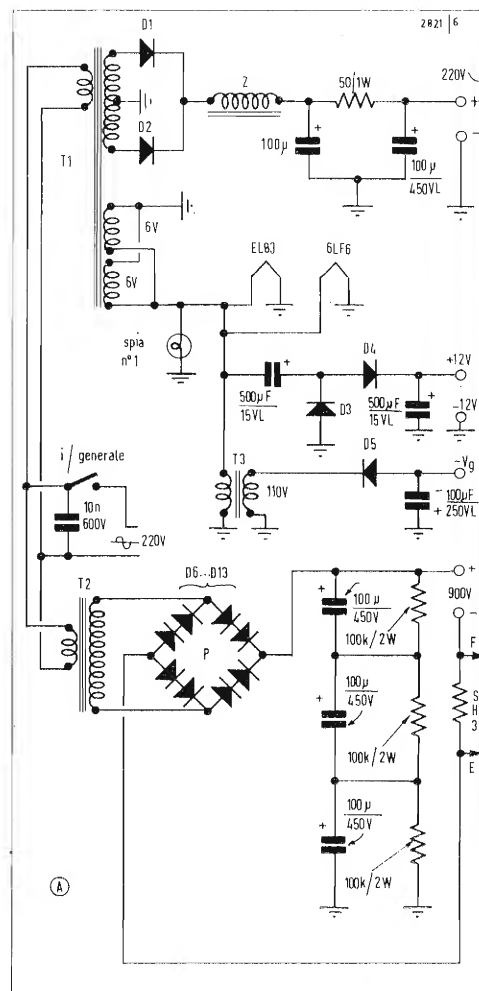 2821 | 6
D1
D2
T1
Z
50/1W
220V
+
-
+
100µ
+
100µ
450VL
6V
6V
EL83
6LF6
spia
n°1
+
500µF
15VL
D3
D4
+
500µF
15VL
+12V
-12V
D5
T3
110V
-Vg
-
+
100µF
250VL
i/generale
10n
600V
220V
T2
D6...D13
P
+
100µ
450V
100k/2W
+
900V
-
F
+
100µ
450V
100k/2W
S
H
3
E
+
100µ
450V
100k/2W
A